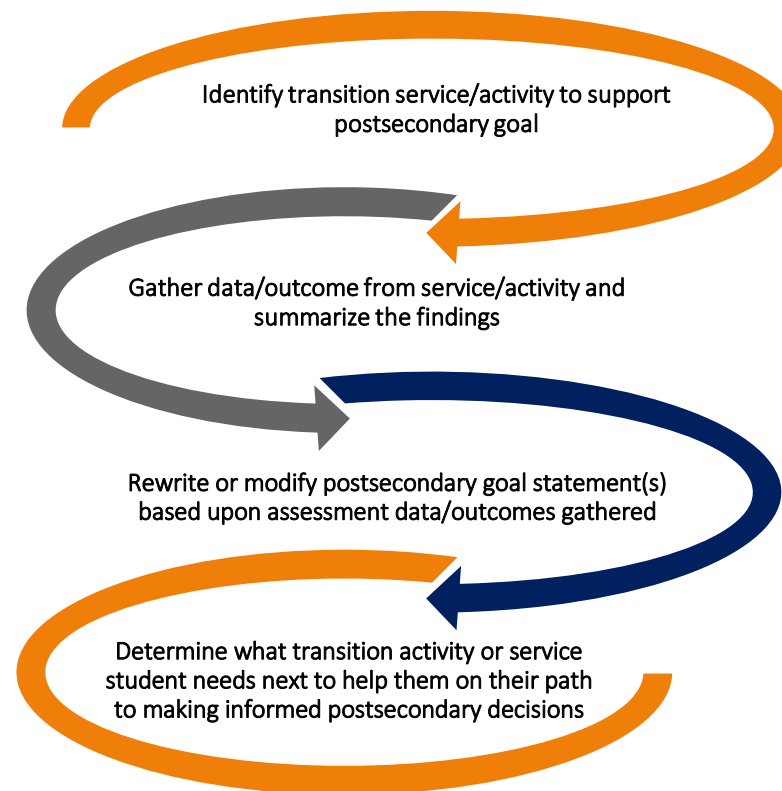 Identify transition service/activity to support
postsecondary goal
Gather data/outcome from service/activity and
summarize the findings
Rewrite or modify postsecondary goal statement(s)
based upon assessment data/outcomes gathered
Determine what transition activity or service
student needs next to help them on their path
to making informed postsecondary decisions